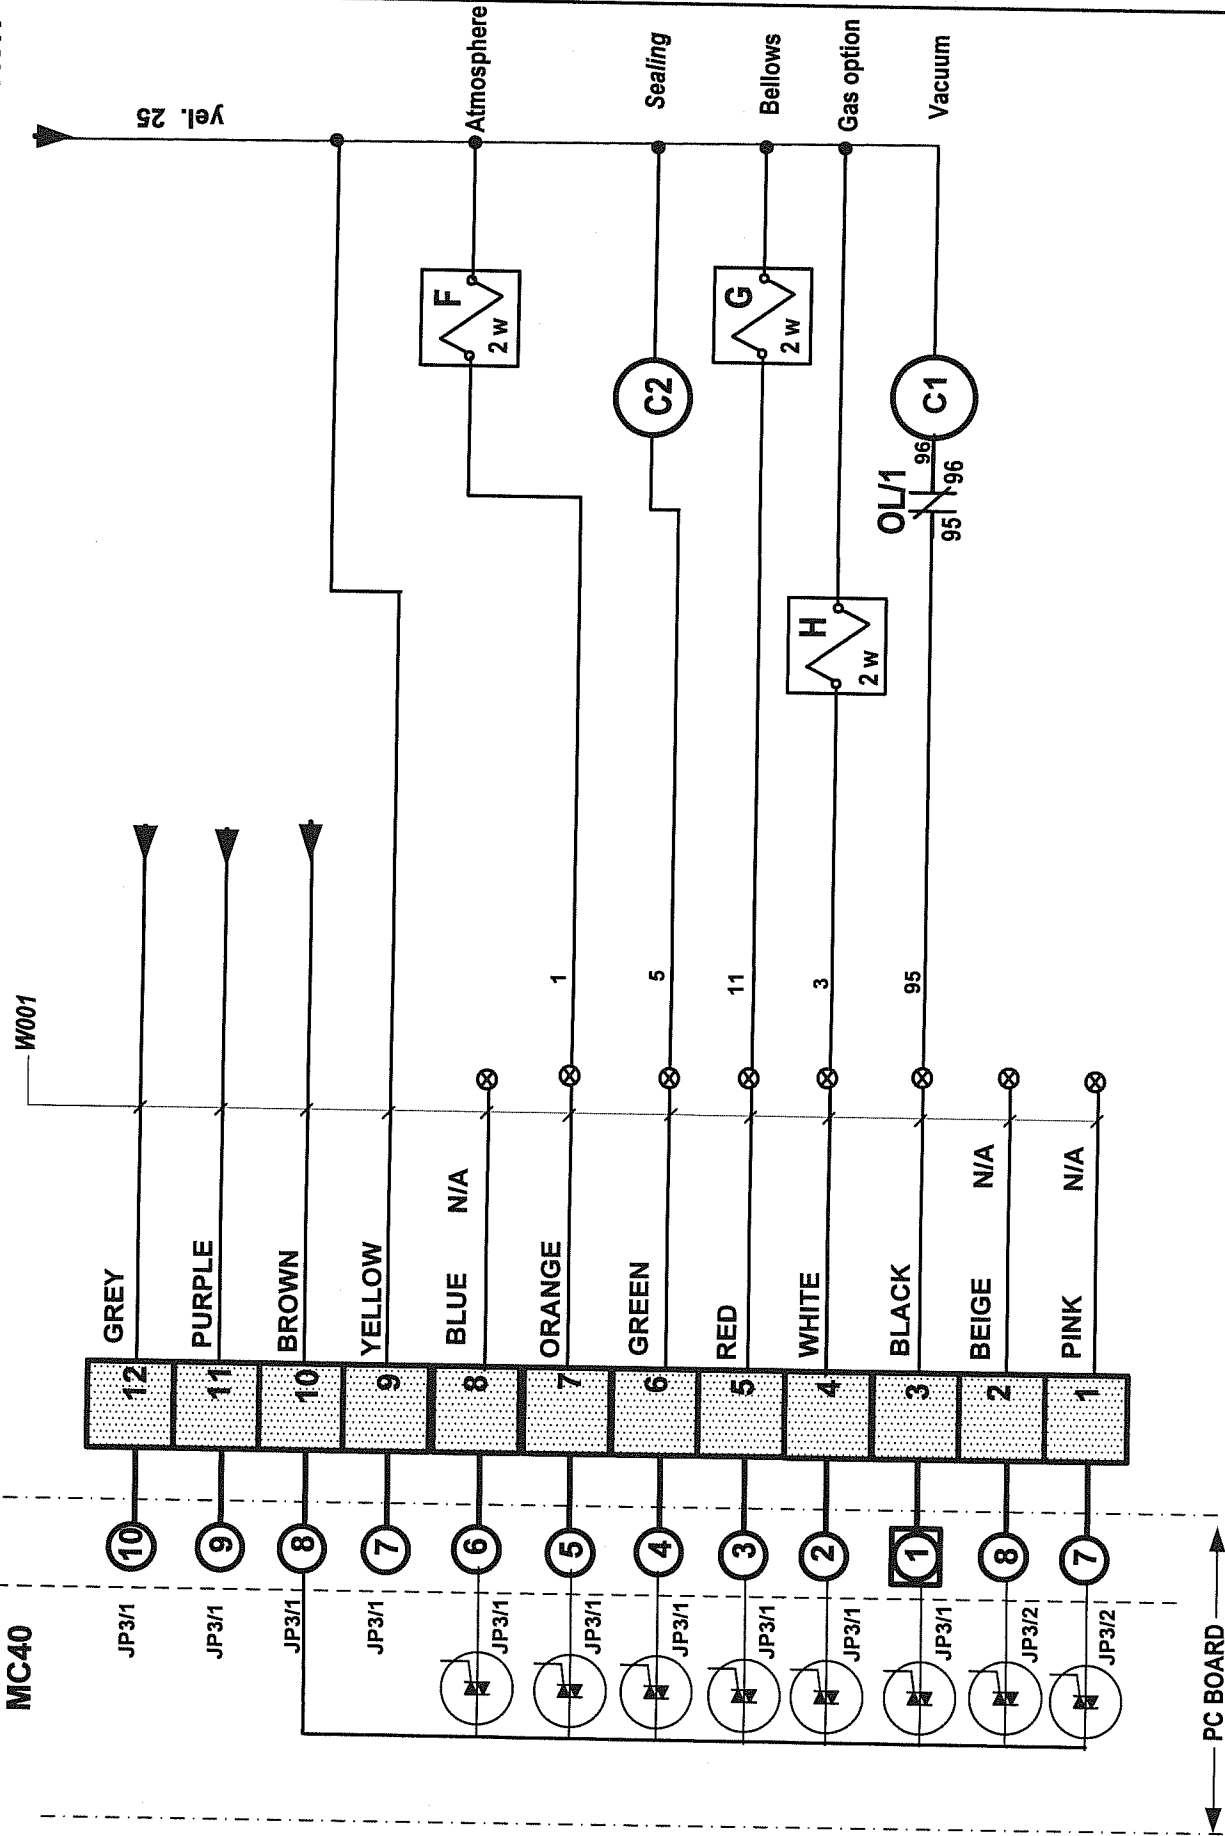 W001
MC40
PC BOARD
yel. 25
Atmosphere
Sealing
Bellows
Gas option
Vacuum
JP3/1 10 12 GREY
JP3/1 9 11 PURPLE
JP3/1 8 10 BROWN
JP3/1 7 9 YELLOW
JP3/1 6 8 BLUE N/A
JP3/1 5 7 ORANGE 1
F
2 w
JP3/1 4 6 GREEN 5
C2
JP3/1 3 5 RED 11
G
2 w
JP3/1 2 4 WHITE 3
H
2 w
JP3/1 1 3 BLACK 95
OL/1
95 96
96
C1
JP3/2 8 2 BEIGE N/A
JP3/2 7 1 PINK N/A